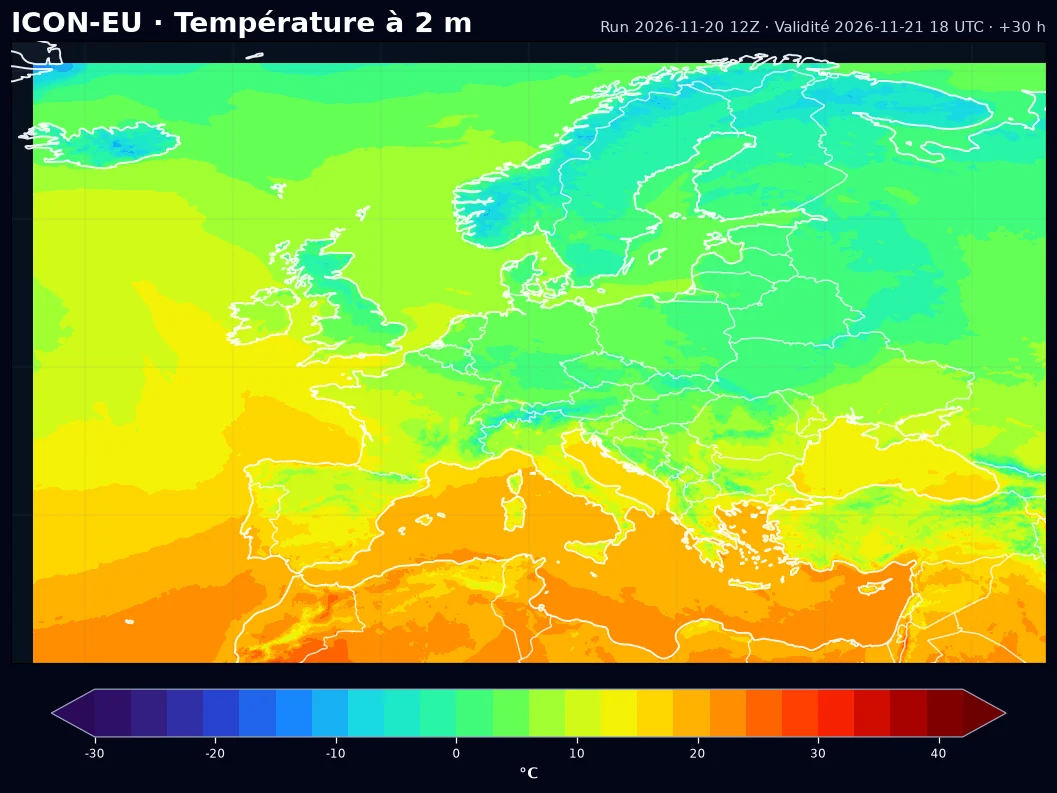 ICON-EU · Température à 2 m
Run 2026-11-20 12Z · Validité 2026-11-21 18 UTC · +30 h
-30 -20 -10 0 10 20 30 40
°C